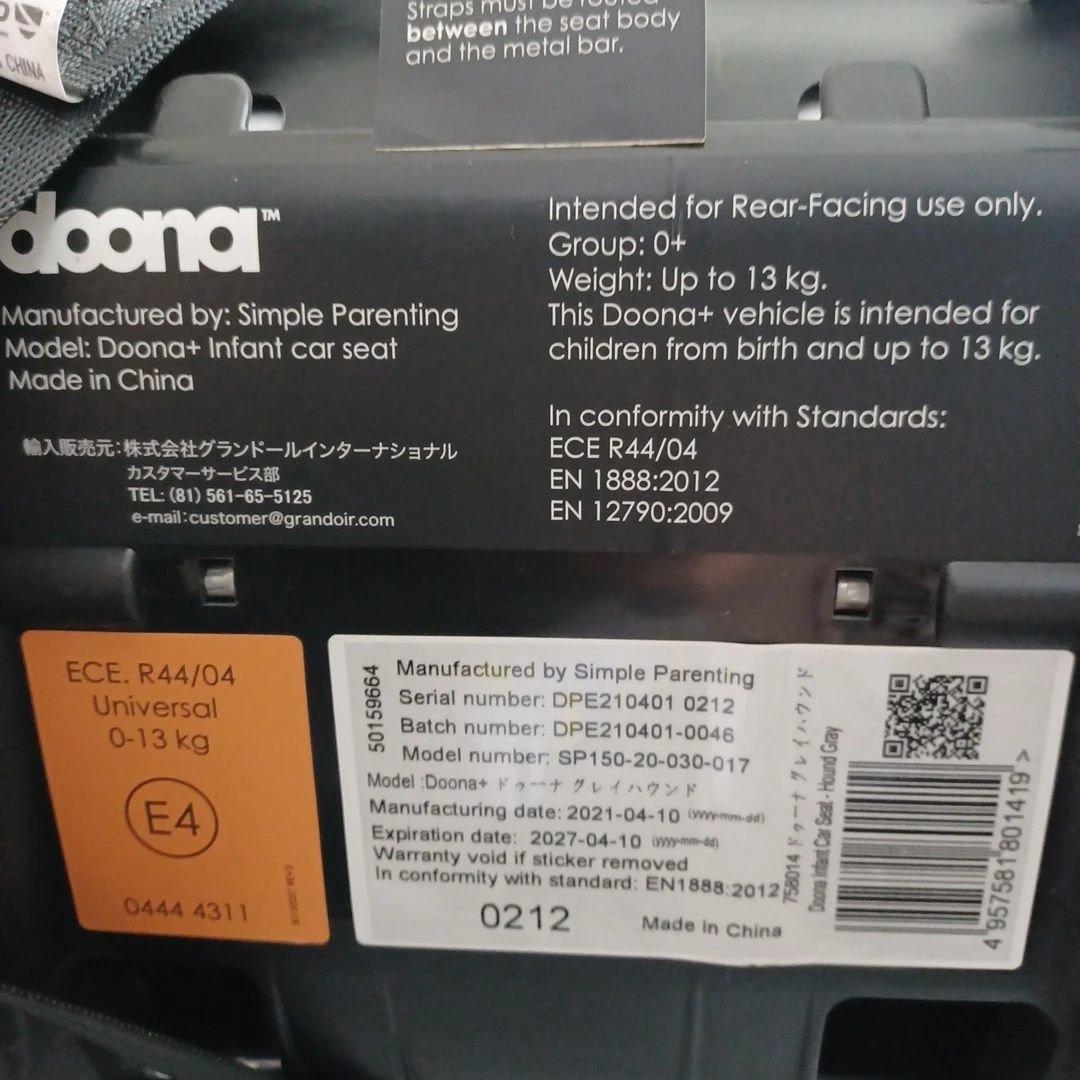 CHINA
Straps must be routed
between the seat body
and the metal bar.
doona™
Manufactured by: Simple Parenting
Model: Doona+ Infant car seat
Made in China
輸入販売元:株式会社グランドールインターナショナル
カスタマーサービス部
TEL: (81) 561-65-5125
e-mail:customer@grandoir.com
Intended for Rear-Facing use only.
Group: 0+
Weight: Up to 13 kg.
This Doona+ vehicle is intended for
children from birth and up to 13 kg.
In conformity with Standards:
ECE R44/04
EN 1888:2012
EN 12790:2009
ECE. R44/04
Universal
0-13 kg
E4
0444 4311
50159664
Manufactured by Simple Parenting
Serial number: DPE210401 0212
Batch number: DPE210401-0046
Model number: SP150-20-030-017
Model :Doona+ ドゥーナ グレイハウンド
Manufacturing date: 2021-04-10 (yyyy-mm-dd)
Expiration date: 2027-04-10 (yyyy-mm-dd)
Warranty void if sticker removed
In conformity with standard: EN1888:2012
0212
Made in China
758014 ドゥーナ グレイハウンド
Doona Infant Car Seat - Hound Gray
4957581801419>